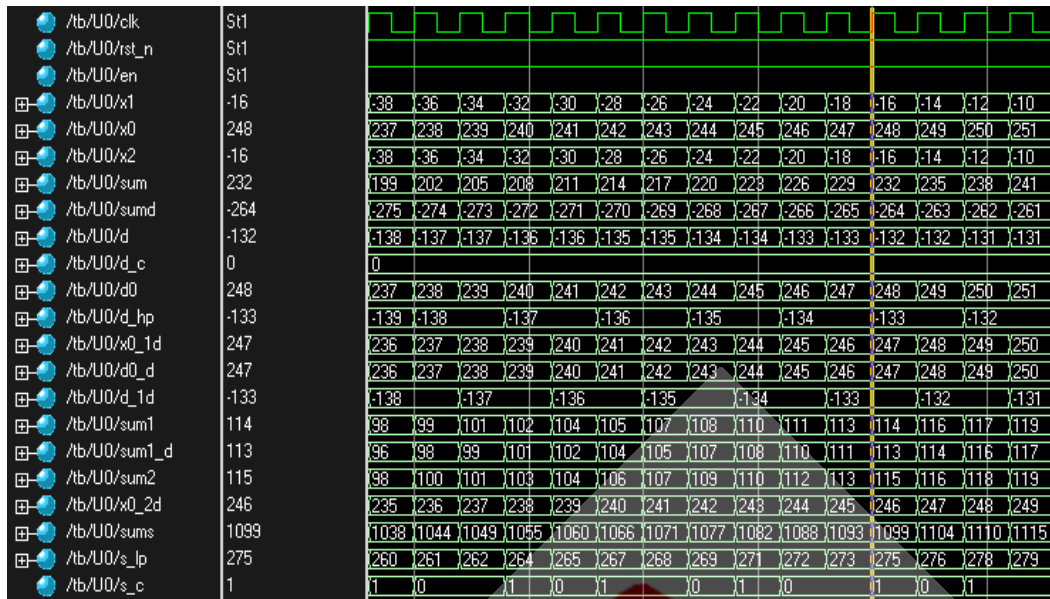 /tb/U0/clk St1
/tb/U0/rst_n St1
/tb/U0/en St1
/tb/U0/x1 -16 -38 -36 -34 -32 -30 -28 -26 -24 -22 -20 -18 -16 -14 -12 -10
/tb/U0/x0 248 237 238 239 240 241 242 243 244 245 246 247 248 249 250 251
/tb/U0/x2 -16 -38 -36 -34 -32 -30 -28 -26 -24 -22 -20 -18 -16 -14 -12 -10
/tb/U0/sum 232 199 202 205 208 211 214 217 220 223 226 229 232 235 238 241
/tb/U0/sumd -264 -275 -274 -273 -272 -271 -270 -269 -268 -267 -266 -265 -264 -263 -262 -261
/tb/U0/d -132 -138 -137 -137 -136 -136 -135 -135 -134 -134 -133 -133 -132 -132 -131 -131
/tb/U0/d_c 0 0
/tb/U0/d0 248 237 238 239 240 241 242 243 244 245 246 247 248 249 250 251
/tb/U0/d_hp -133 -139 -138 -137 -136 -135 -134 -133 -132
/tb/U0/x0_1d 247 236 237 238 239 240 241 242 243 244 245 246 247 248 249 250
/tb/U0/d0_d 247 236 237 238 239 240 241 242 243 244 245 246 247 248 249 250
/tb/U0/d_1d -133 -138 -137 -136 -135 -134 -133 -132 -131
/tb/U0/sum1 114 98 99 101 102 104 105 107 108 110 111 113 114 116 117 119
/tb/U0/sum1_d 113 96 98 99 101 102 104 105 107 108 110 111 113 114 116 117
/tb/U0/sum2 115 98 100 101 103 104 106 107 109 110 112 113 115 116 118 119
/tb/U0/x0_2d 246 235 236 237 238 239 240 241 242 243 244 245 246 247 248 249
/tb/U0/sums 1099 1038 1044 1049 1055 1060 1066 1071 1077 1082 1088 1093 1099 1104 1110 1115
/tb/U0/s_lp 275 260 261 262 264 265 267 268 269 271 272 273 275 276 278 279
/tb/U0/s_c 1 1 0 1 0 1 0 1 0 1 0 1